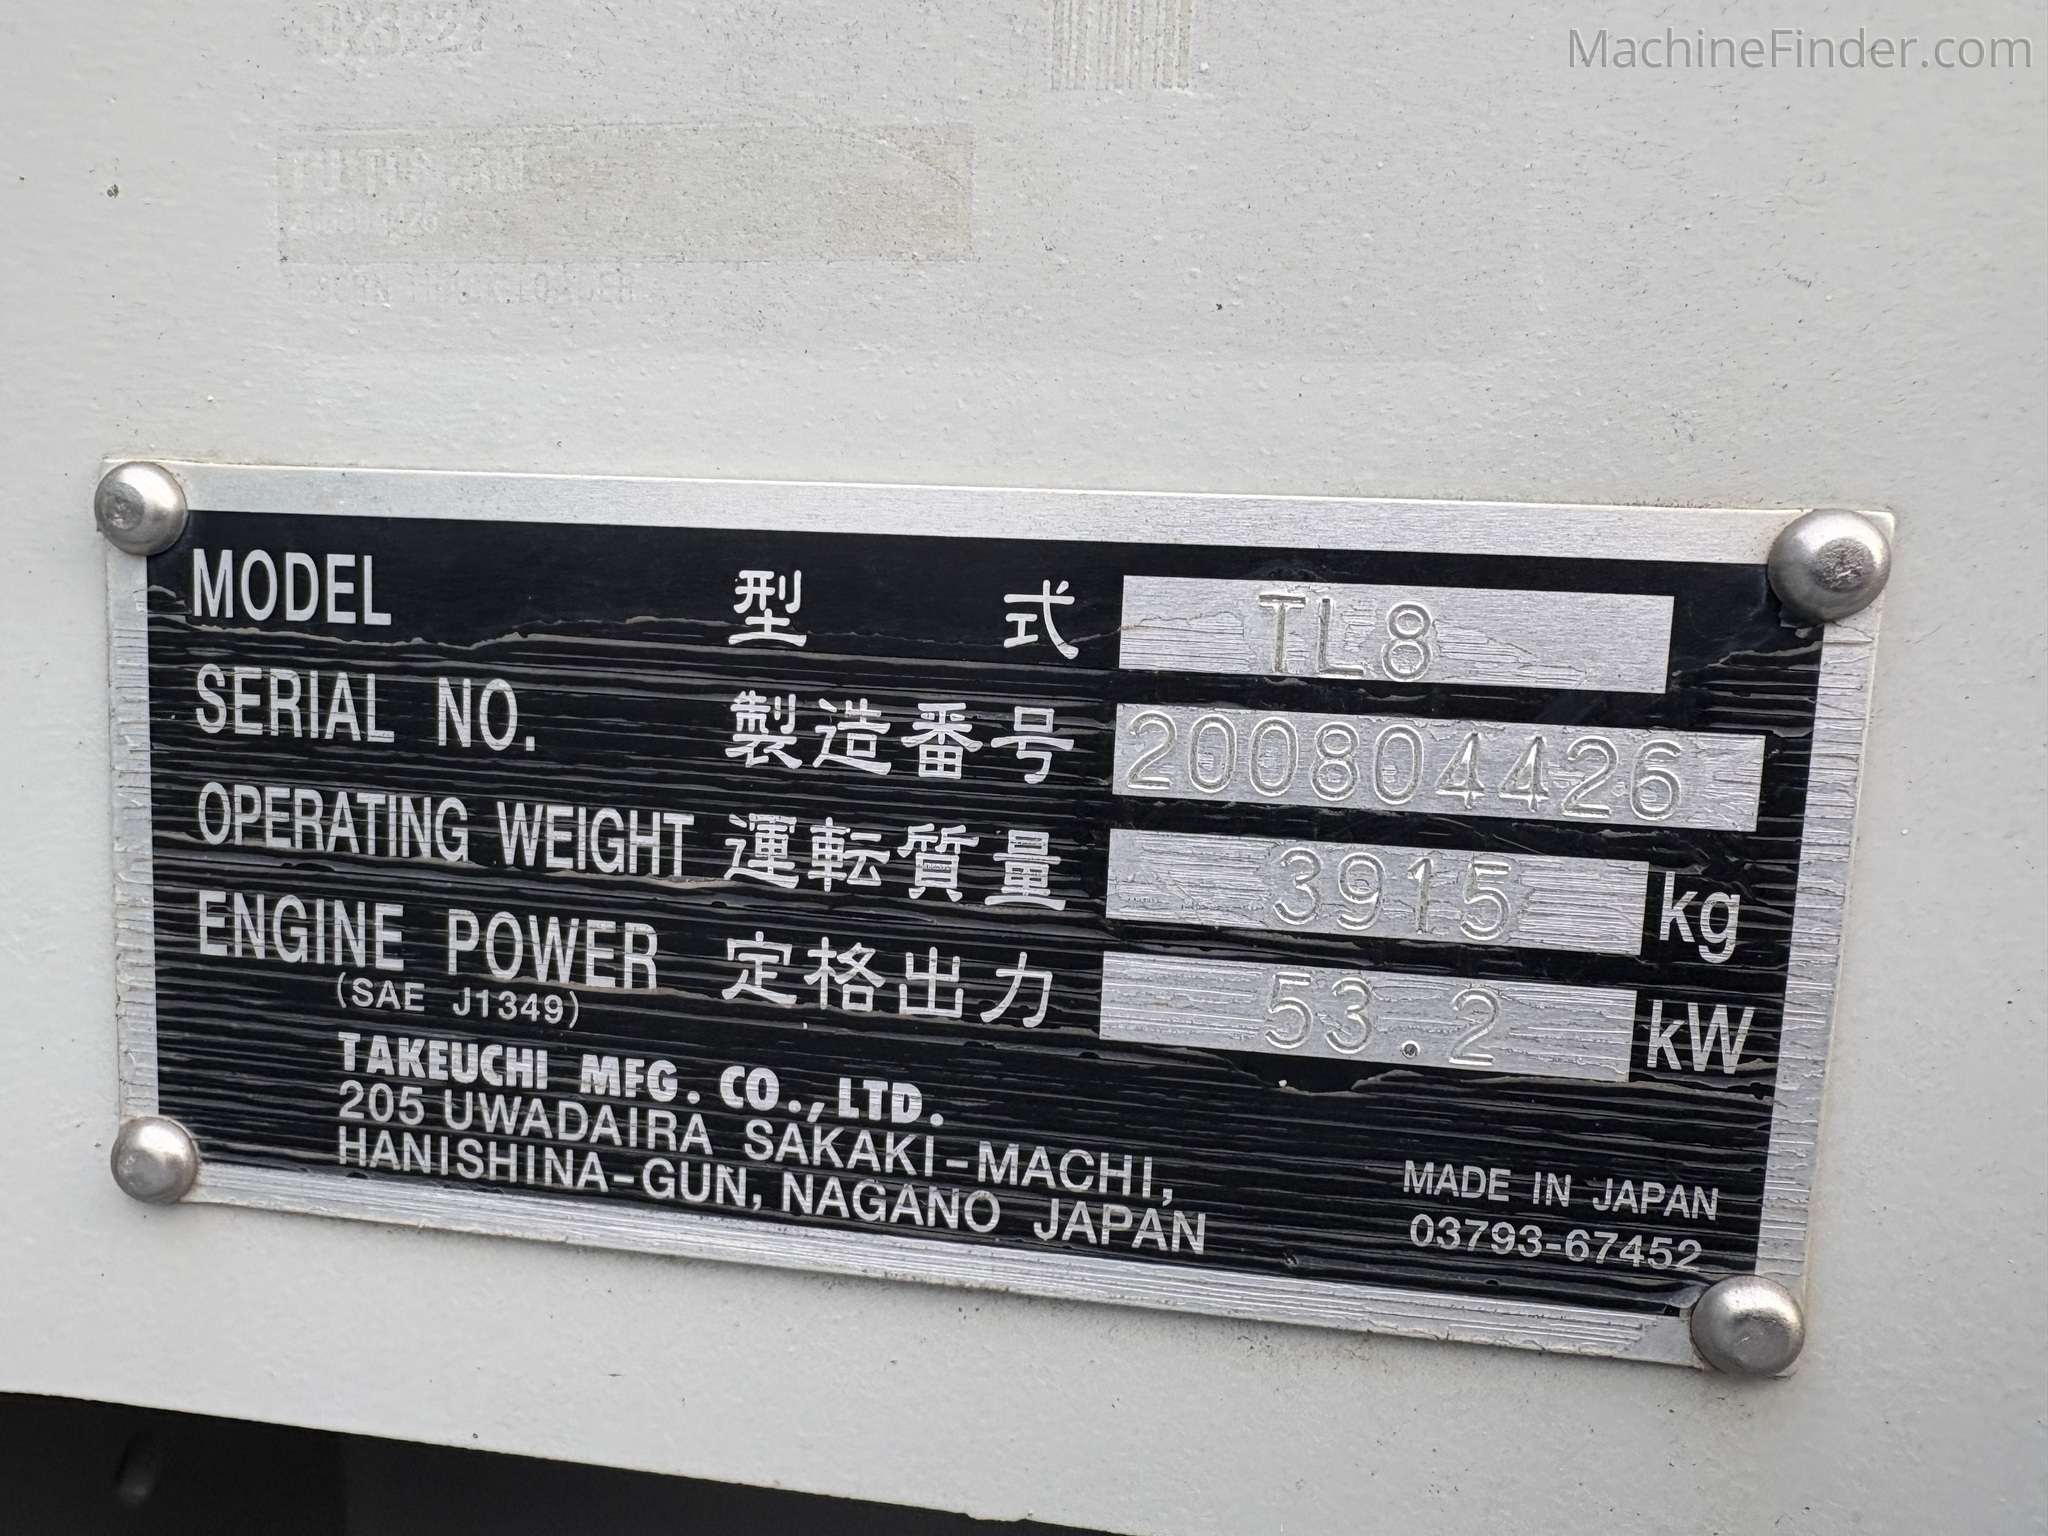 MachineFinder.com
MODEL 型 式 TL8
SERIAL NO. 製造番号 200804426
OPERATING WEIGHT 運転質量 3915 kg
ENGINE POWER 定格出力 53.2 kW
(SAE J1349)
TAKEUCHI MFG. CO., LTD.
205 UWADAIRA SAKAKI-MACHI,
HANISHINA-GUN, NAGANO JAPAN
MADE IN JAPAN
03793-67452